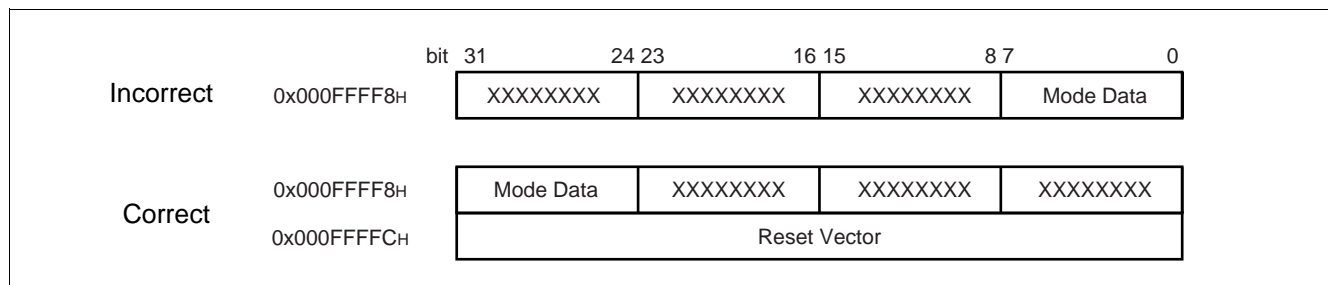 bit 31 24 23 16 15 8 7 0
Incorrect 0x000FFFF8H XXXXXXXX XXXXXXXX XXXXXXXX Mode Data
0x000FFFF8H Mode Data XXXXXXXX XXXXXXXX XXXXXXXX
Correct
0x000FFFFCH Reset Vector